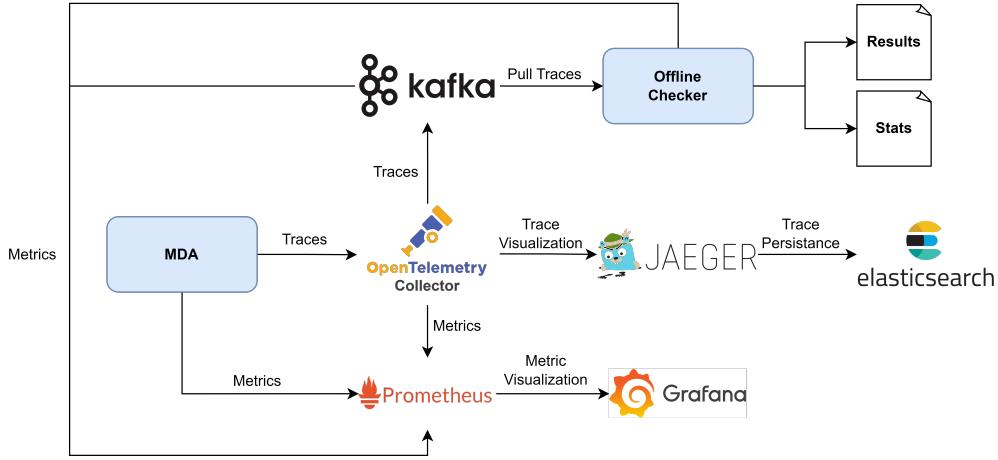 Results
kafka
Pull Traces
Offline
Checker
Stats
Traces
MDA
Traces
OpenTelemetry
Collector
Trace
Visualization
JAEGER
Trace
Persistance
elasticsearch
Metrics
Metrics
Metrics
Prometheus
Metric
Visualization
Grafana